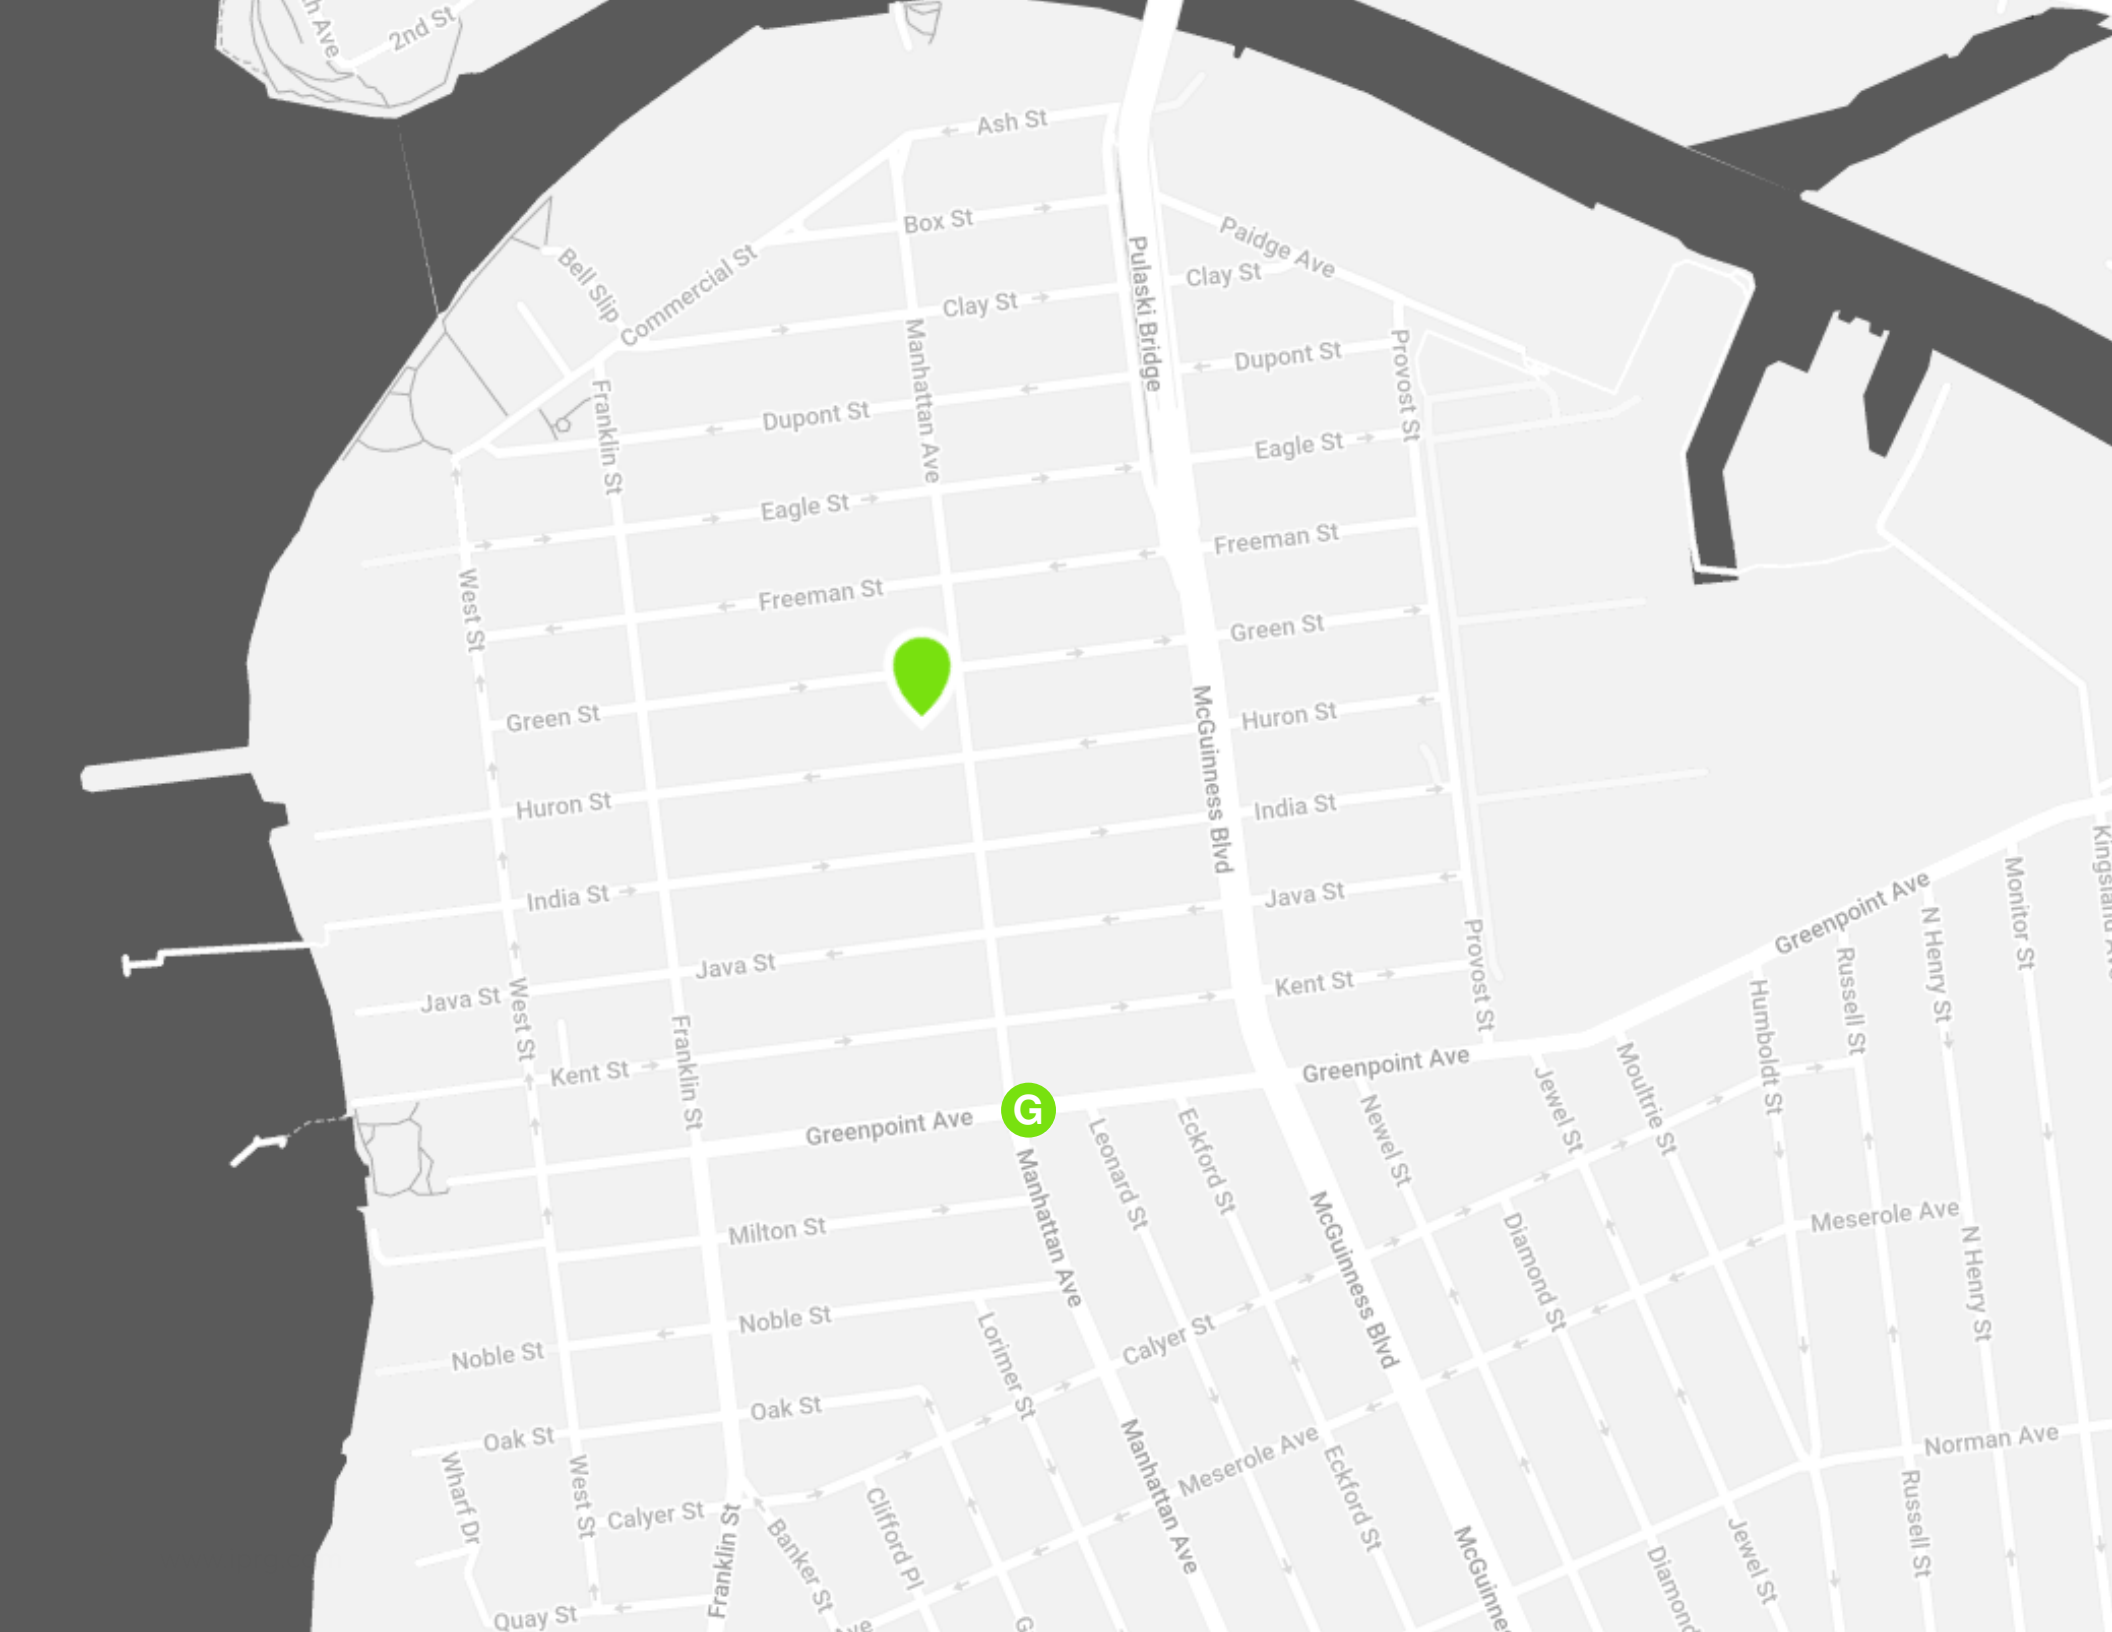 2nd St
Ash St
Box St
Bell Slip
Commercial St
Paidge Ave
Clay St
Clay St
Pulaski Bridge
Manhattan Ave
Franklin St
Dupont St
Dupont St
Provost St
Eagle St
Eagle St
West St
Freeman St
Freeman St
Green St
Green St
McGuinness Blvd
Huron St
Huron St
India St
India St
Java St
Java St
Java St
West St
Franklin St
Kent St
Kent St
Provost St
Greenpoint Ave
Monitor St
N Henry St
Russell St
Humboldt St
Greenpoint Ave
Greenpoint Ave
G
Jewel St
Moultrie St
Newel St
Leonard St
Eckford St
Manhattan Ave
Milton St
McGuinness Blvd
Diamond St
Meserole Ave
N Henry St
Noble St
Noble St
Lorimer St
Calyer St
Oak St
Oak St
Wharf Dr
West St
Calyer St
Franklin St
Banker St
Clifford Pl
Manhattan Ave
Meserole Ave
Eckford St
Norman Ave
Russell St
Jewel St
Quay St